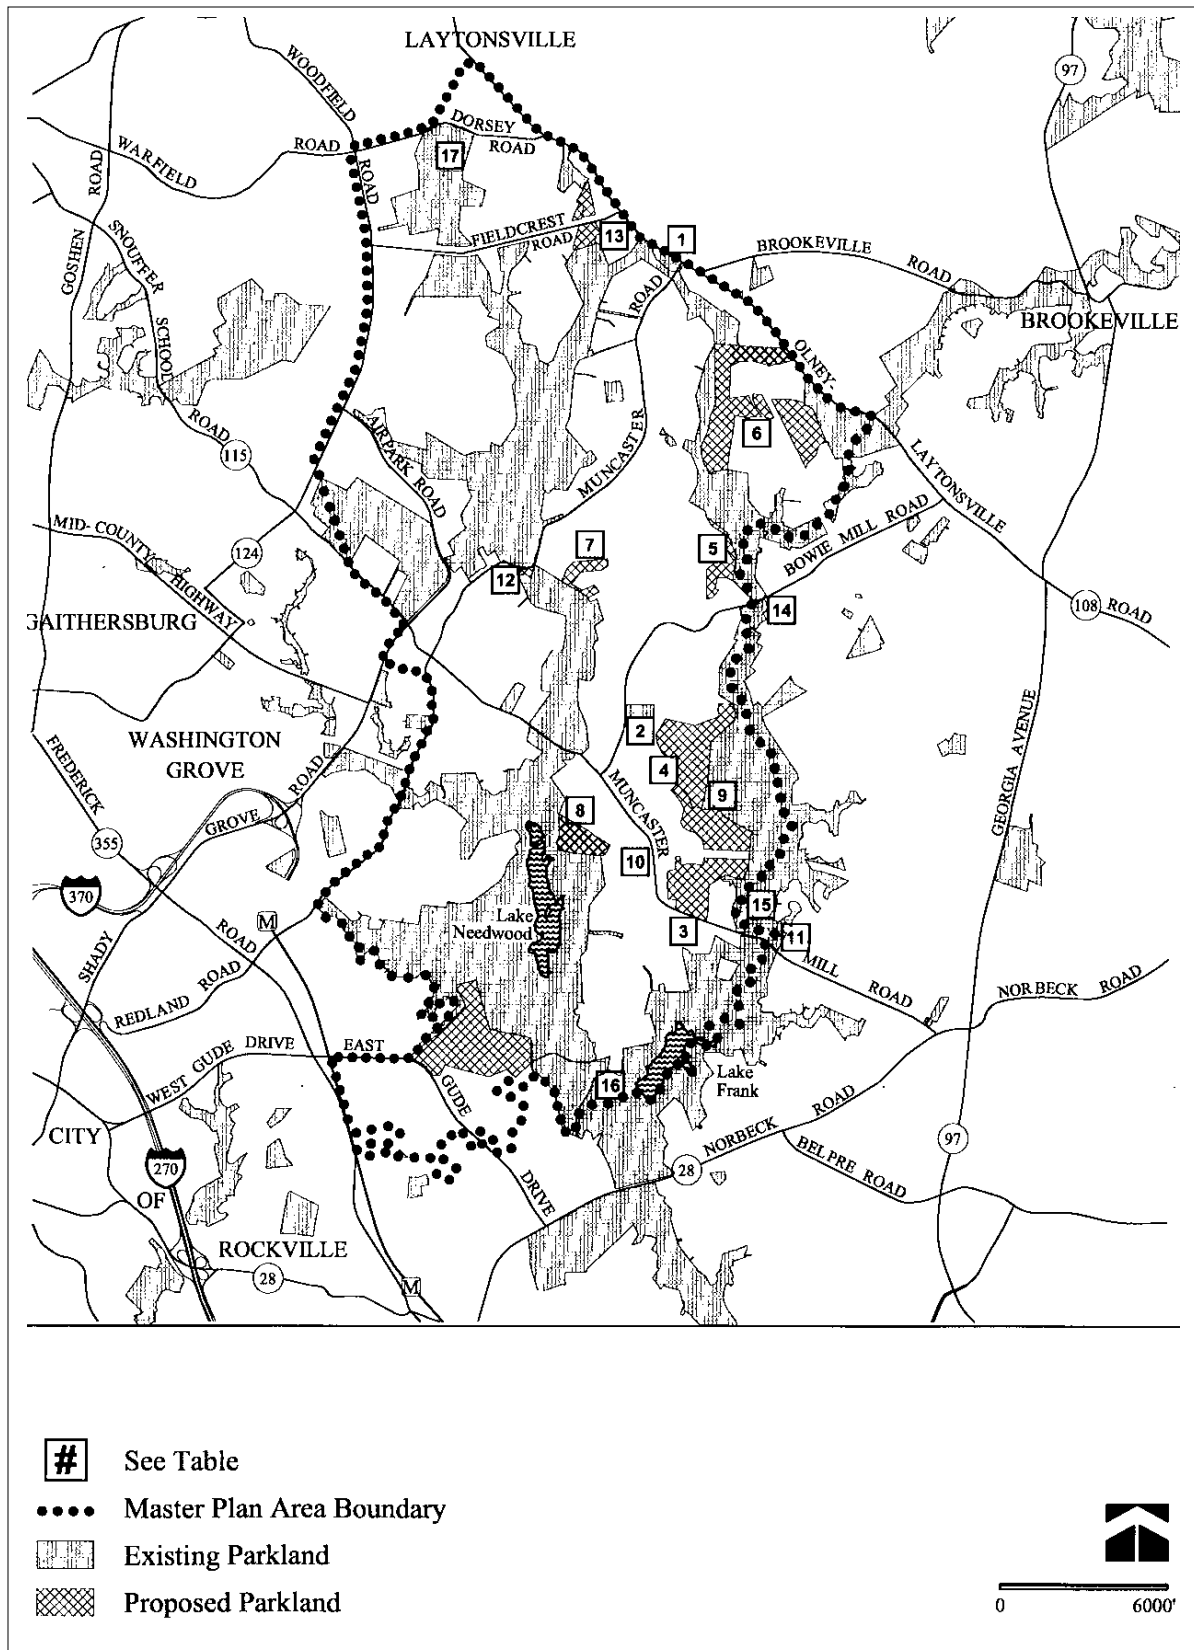 LAYTONSVILLE
WOODFIELD
97
DORSEY
ROAD
ROAD
WARFIELD
ROAD
17
ROAD
GOSHEN
SNOUFFER
FIELDCREST
ROAD
13
1
BROOKEVILLE
ROAD
ROAD
BROOKEVILLE
SCHOOL
OLNEY-
ROAD
115
AIRPARK ROAD
MUNCASTER
6
LAYTONSVILLE
MID-COUNTY
HIGHWAY
124
7
5
BOWIE MILL ROAD
12
14
108
ROAD
GAITHERSBURG
WASHINGTON
GROVE
2
4
9
GEORGIA AVENUE
FREDERICK
ROAD
GROVE
8
MUNCASTER
355
10
370
M
Lake
Needwood
15
3
11
SHADY
ROAD
REDLAND
ROAD
MILL
ROAD
NORBECK
ROAD
WEST GUDE
DRIVE
EAST
GUDE
16
Lake
Frank
ROAD
CITY
NORBECK
97
270
28
BELPRE ROAD
DRIVE
OF
ROCKVILLE
28
M
# See Table
Master Plan Area Boundary
Existing Parkland
Proposed Parkland
0 6000'